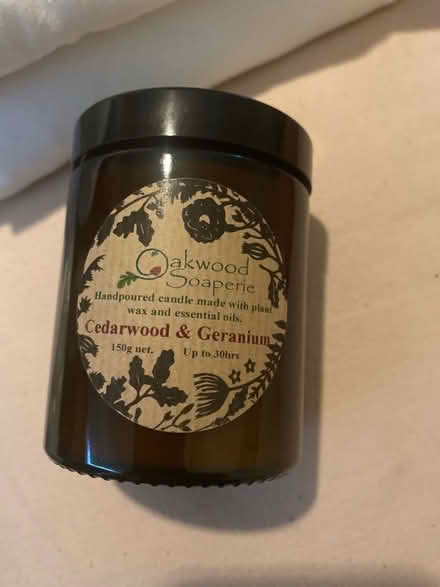 Oakwood
Soaperie
Handpoured candle made with plant
wax and essential oils.
Cedarwood & Geranium
150g net. Up to 30hrs